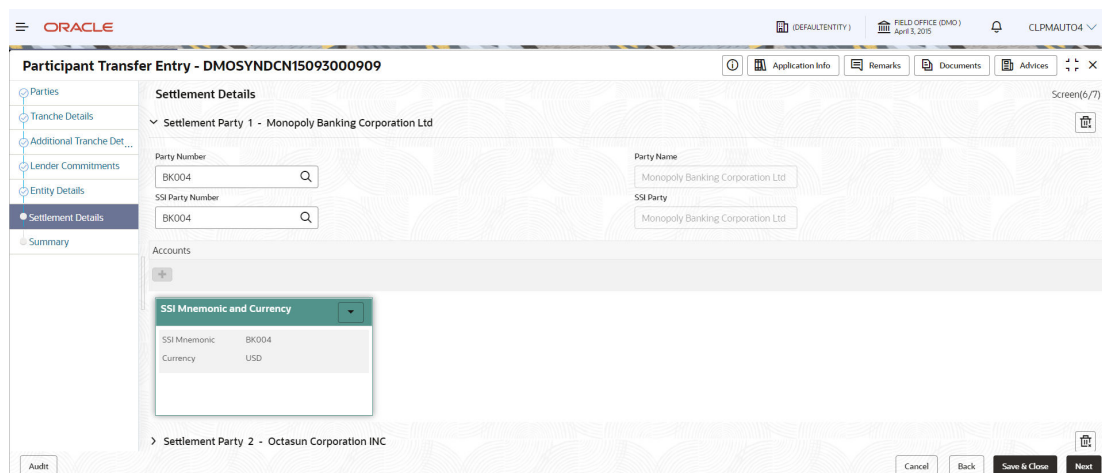 ORACLE
(DEFAULTENTITY )
FIELD OFFICE (DMO )
April 3, 2015
CLPMAUTO4
Participant Transfer Entry - DMOSYNDCN15093000909
Application Info
Remarks
Documents
Advices
Parties
Tranche Details
Additional Tranche Det...
Lender Commitments
Entity Details
Settlement Details
Summary
Settlement Details
Screen(6/7)
Settlement Party 1 - Monopoly Banking Corporation Ltd
Party Number
Party Name
BK004
Monopoly Banking Corporation Ltd
SSI Party Number
SSI Party
BK004
Monopoly Banking Corporation Ltd
Accounts
SSI Mnemonic and Currency
SSI Mnemonic BK004
Currency USD
Settlement Party 2 - Octasun Corporation INC
Audit
Cancel
Back
Save & Close
Next